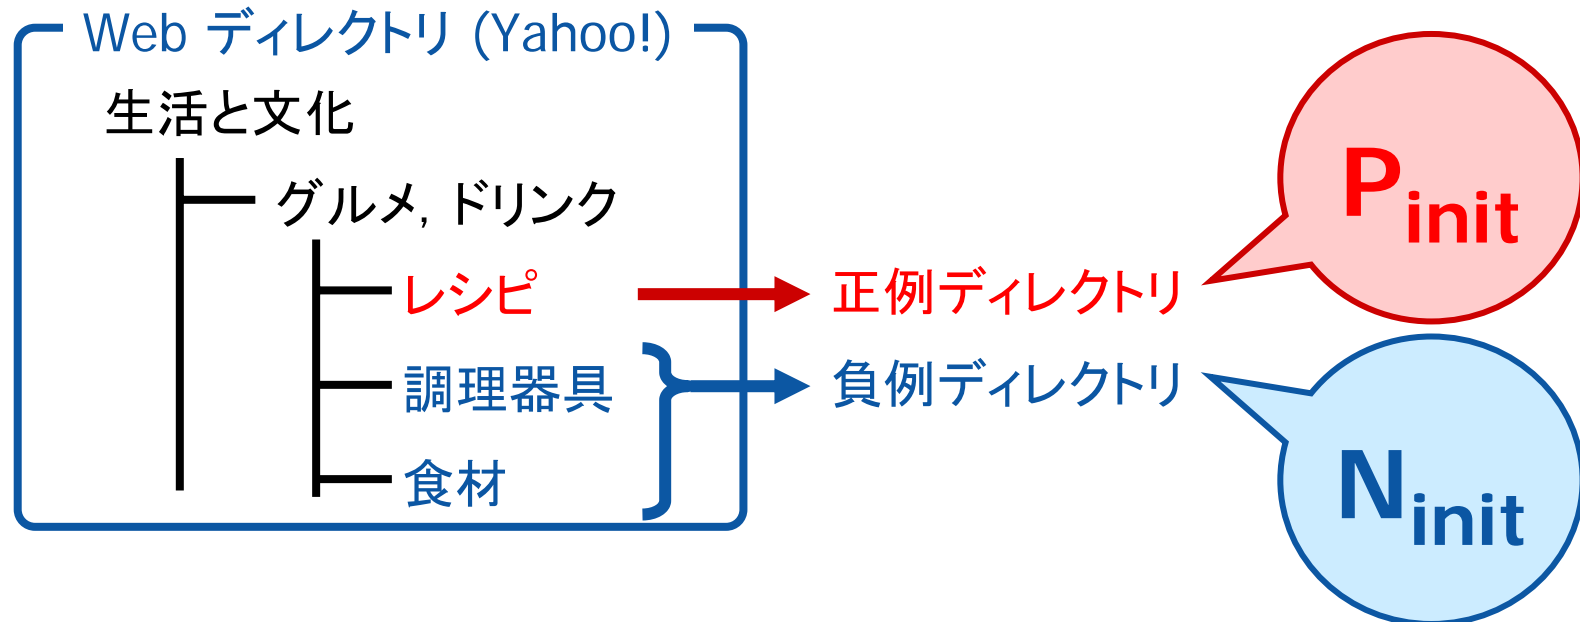 Web ディレクトリ (Yahoo!)
生活と文化
グルメ, ドリンク
レシピ
調理器具
食材
正例ディレクトリ
負例ディレクトリ
Pinit
Ninit